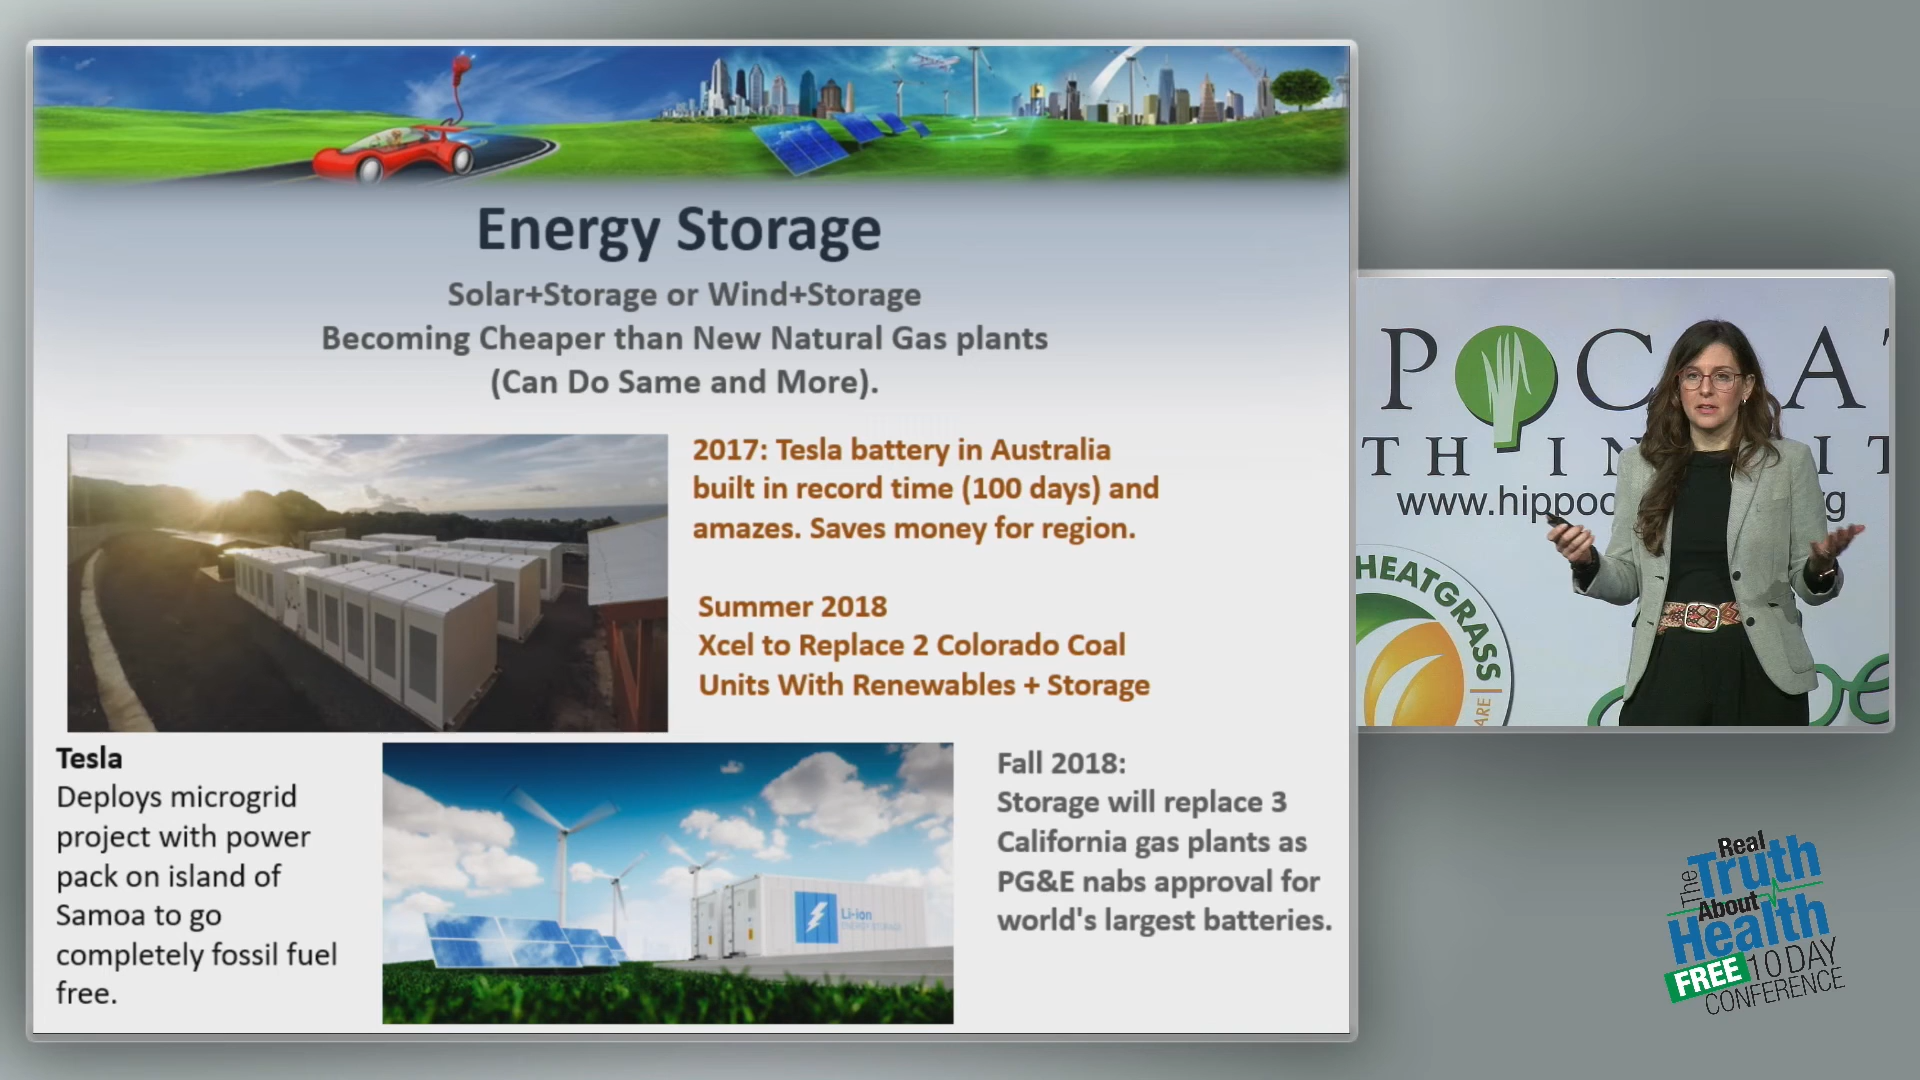 Energy Storage
Solar+Storage or Wind+Storage
Becoming Cheaper than New Natural Gas plants
(Can Do Same and More).
2017: Tesla battery in Australia
built in record time (100 days) and
amazes. Saves money for region.
Summer 2018
Xcel to Replace 2 Colorado Coal
Units With Renewables + Storage
Tesla
Deploys microgrid
project with power
pack on island of
Samoa to go
completely fossil fuel
free.
Li-ion
ENERGY STORAGE
Fall 2018:
Storage will replace 3
California gas plants as
PG&E nabs approval for
world's largest batteries.
P O C A
T H I N I T
www.hippoc rg
HEATGRASS
ARE
The Real
Truth
About
Health
FREE 10 DAY
CONFERENCE